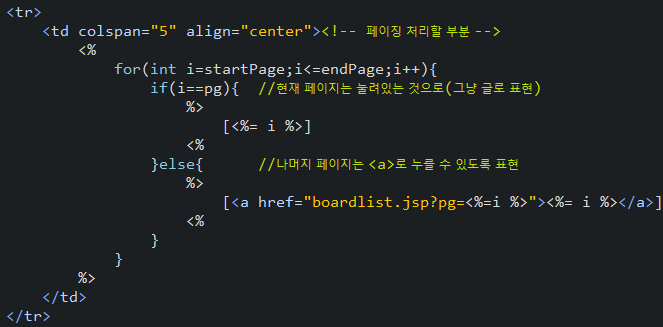 <tr>
<td colspan="5" align="center"><!-- 페이징 처리할 부분 -->
<%
for(int i=startPage;i<=endPage;i++){
if(i==pg){ //현재 페이지는 눌려있는 것으로(그냥 글로 표현)
%>
[<%= i %>]
<%
}else{ //나머지 페이지는 <a>로 누를 수 있도록 표현
%>
[<a href="boardlist.jsp?pg=<%=i %>"><%= i %></a>]
<%
}
}
%>
</td>
</tr>